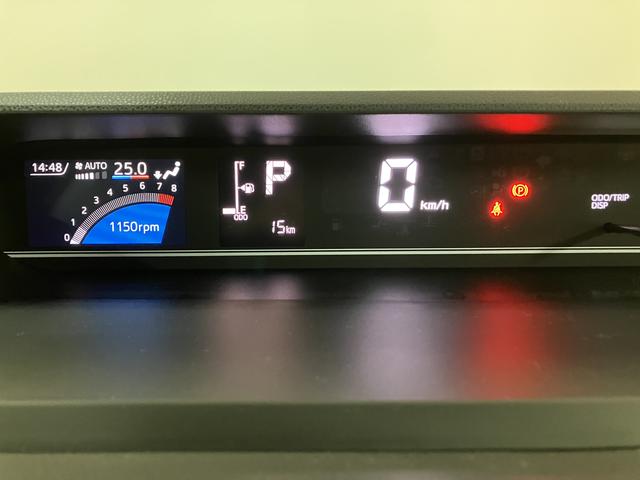 14:48 AUTO 25.0
0 1 2 3 4 5 6 7 8
1150rpm
F
E
P
ODO
15km
0 km/h
(P)
ODO/TRIP
DISP